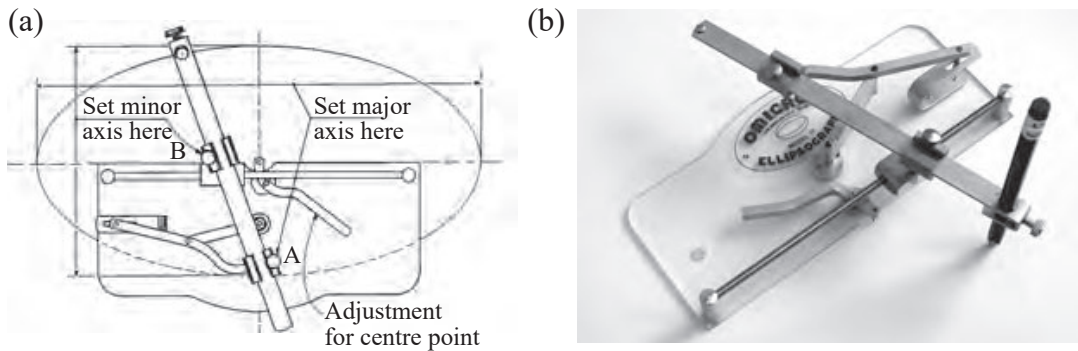 (a)
Set minor
axis here
B
Set major
axis here
A
Adjustment
for centre point
(b)
ELLIPSOGRAPH